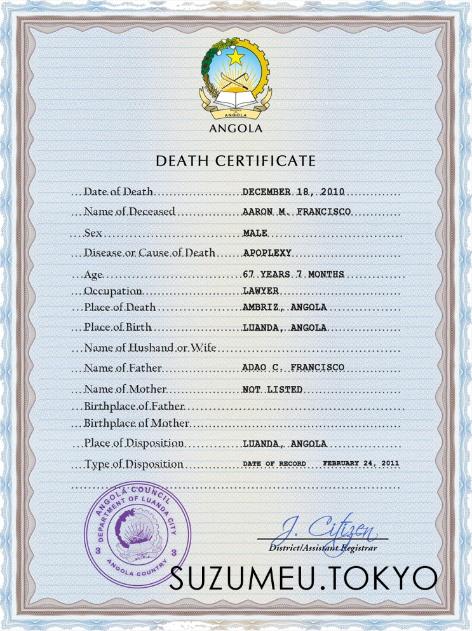 ANGOLA
ANGOLA
DEATH CERTIFICATE
Date of Death DECEMBER 18, 2010
Name of Deceased AARON M. FRANCISCO
Sex MALE
Disease or Cause of Death APOPLEXY
Age 67 YEARS 7 MONTHS
Occupation LAWYER
Place of Death AMBRIZ, ANGOLA
Place of Birth LUANDA, ANGOLA
Name of Husband or Wife
Name of Father ADAO C. FRANCISCO
Name of Mother NOT LISTED
Birthplace of Father
Birthplace of Mother
Place of Disposition LUANDA, ANGOLA
Type of Disposition DATE OF RECORD FEBRUARY 24, 2011
ANGOLA COUNCIL
DEPARTMENT OF LUANDA CITY
3 3
ANGOLA COUNTRY
J. Citizen
District/Assistant Registrar
SUZUMEU.TOKYO